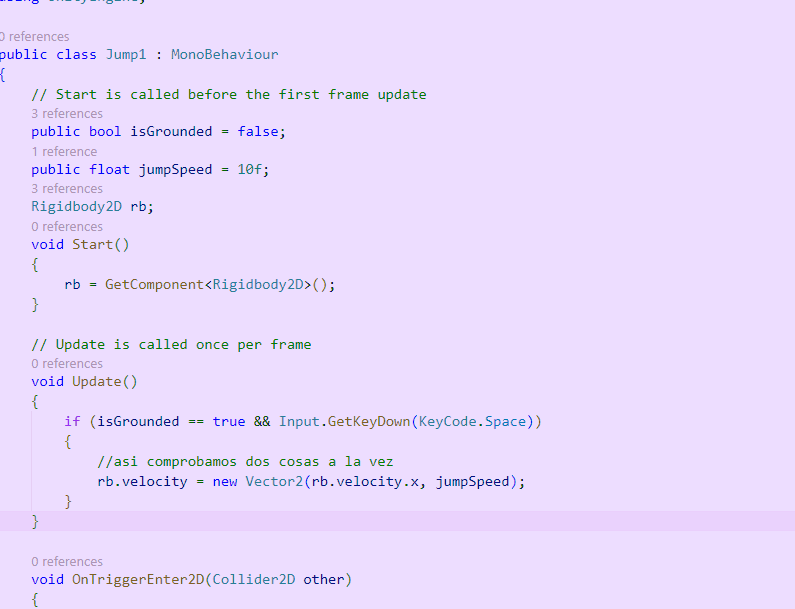 0 references
public class Jump1 : MonoBehaviour
{
// Start is called before the first frame update
3 references
public bool isGrounded = false;
1 reference
public float jumpSpeed = 10f;
3 references
Rigidbody2D rb;
0 references
void Start()
{
rb = GetComponent<Rigidbody2D>();
}
// Update is called once per frame
0 references
void Update()
{
if (isGrounded == true && Input.GetKeyDown(KeyCode.Space))
{
//asi comprobamos dos cosas a la vez
rb.velocity = new Vector2(rb.velocity.x, jumpSpeed);
}
}
0 references
void OnTriggerEnter2D(Collider2D other)
{